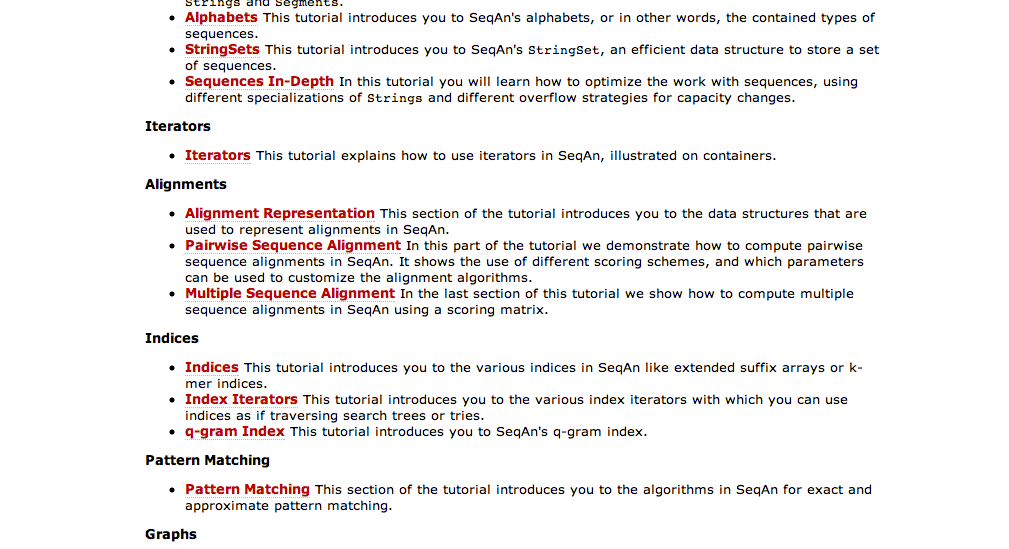 Strings and Segments.
Alphabets This tutorial introduces you to SeqAn's alphabets, or in other words, the contained types of
sequences.
StringSets This tutorial introduces you to SeqAn's StringSet, an efficient data structure to store a set
of sequences.
Sequences In-Depth In this tutorial you will learn how to optimize the work with sequences, using
different specializations of Strings and different overflow strategies for capacity changes.
Iterators
Iterators This tutorial explains how to use iterators in SeqAn, illustrated on containers.
Alignments
Alignment Representation This section of the tutorial introduces you to the data structures that are
used to represent alignments in SeqAn.
Pairwise Sequence Alignment In this part of the tutorial we demonstrate how to compute pairwise
sequence alignments in SeqAn. It shows the use of different scoring schemes, and which parameters
can be used to customize the alignment algorithms.
Multiple Sequence Alignment In the last section of this tutorial we show how to compute multiple
sequence alignments in SeqAn using a scoring matrix.
Indices
Indices This tutorial introduces you to the various indices in SeqAn like extended suffix arrays or k-
mer indices.
Index Iterators This tutorial introduces you to the various index iterators with which you can use
indices as if traversing search trees or tries.
q-gram Index This tutorial introduces you to SeqAn's q-gram index.
Pattern Matching
Pattern Matching This section of the tutorial introduces you to the algorithms in SeqAn for exact and
approximate pattern matching.
Graphs